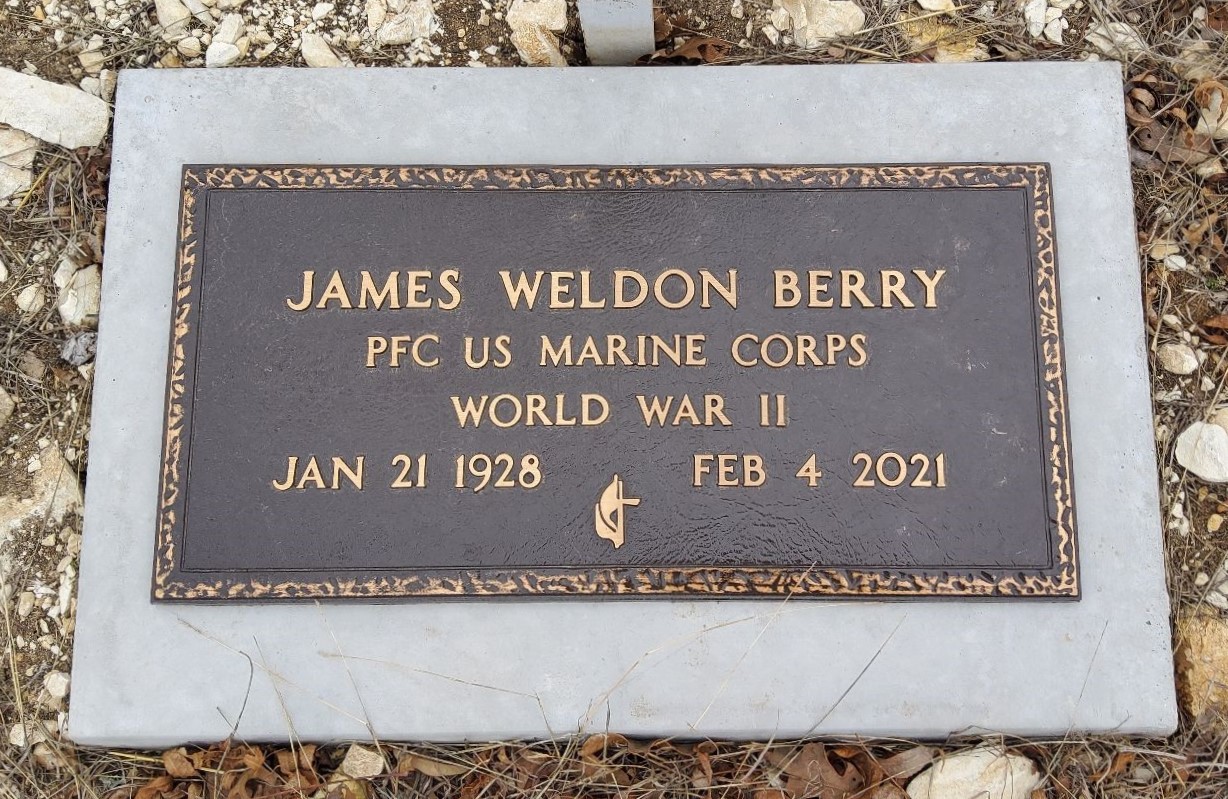 JAMES WELDON BERRY
PFC US MARINE CORPS
WORLD WAR II
JAN 21 1928 FEB 4 2021